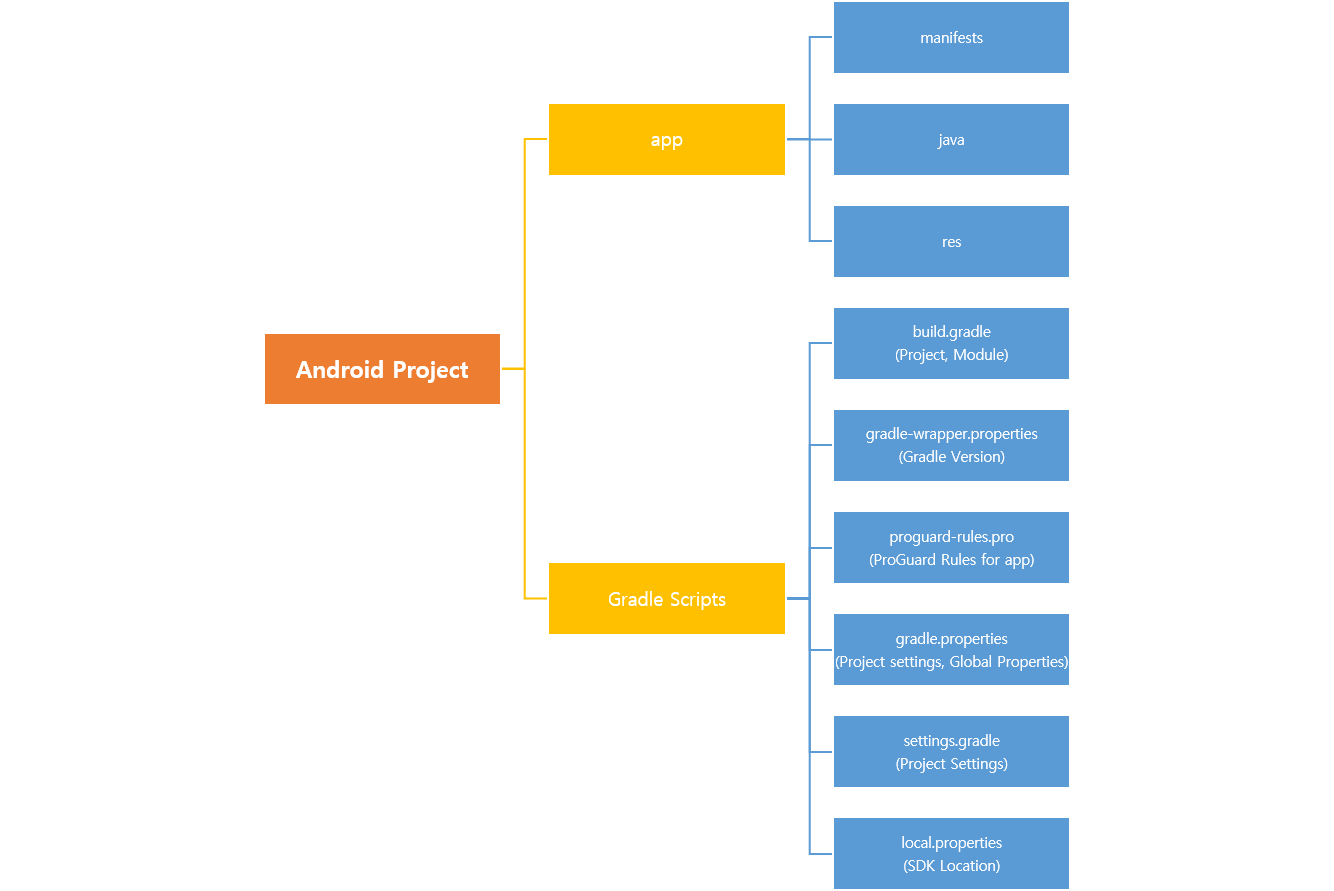 Android Project
app
manifests
java
res
Gradle Scripts
build.gradle
(Project, Module)
gradle-wrapper.properties
(Gradle Version)
proguard-rules.pro
(ProGuard Rules for app)
gradle.properties
(Project settings, Global Properties)
settings.gradle
(Project Settings)
local.properties
(SDK Location)